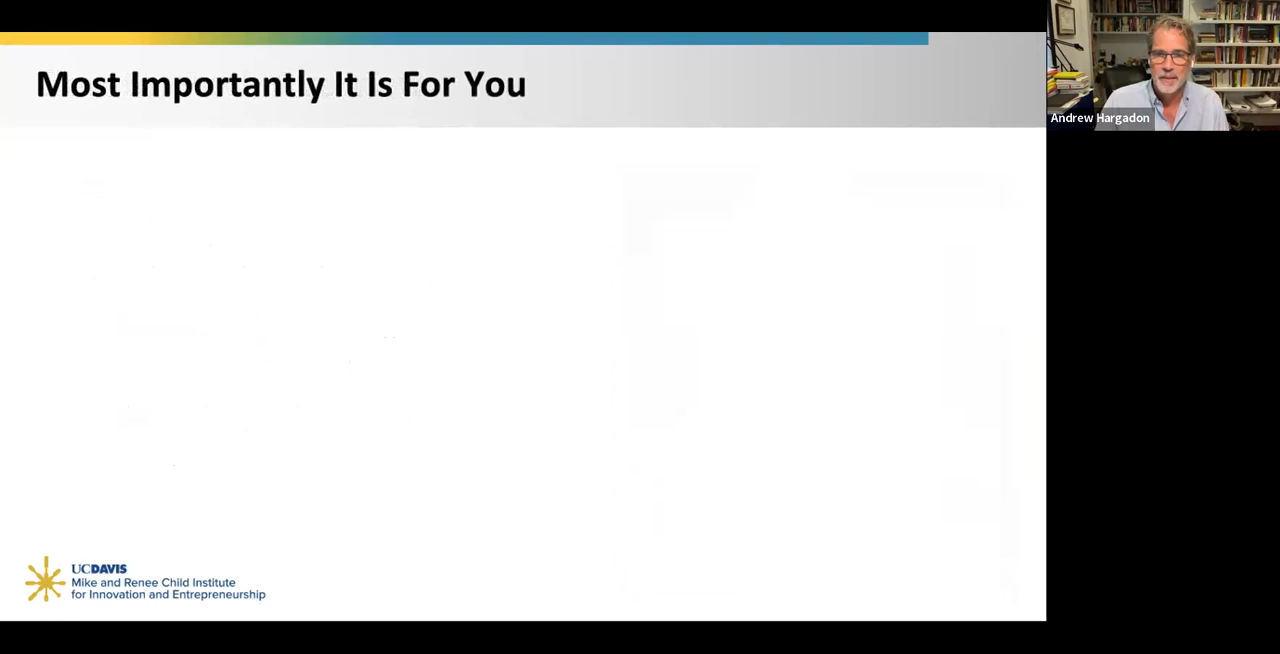 Most Importantly It Is For You
Andrew Hargadon
UCDAVIS
Mike and Renee Child Institute
for Innovation and Entrepreneurship